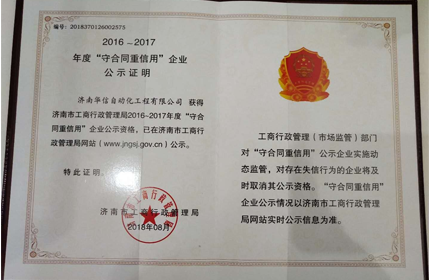 编号：2018370126002575
2016－2017
年度“守合同重信用”企业
公示证明
济南华信自动化工程有限公司 获得
济南市工商行政管理局2016-2017年度“守合
同重信用”企业公示资格，已在济南市工商行
政管理局网站（www.jngsj.gov.cn）公示。
特此证明。
济南市工商行政管理局
2018年08月
工商行政管理（市场监管）部门
对“守合同重信用”公示企业实施动
态监管，对存在失信行为的企业将及
时取消其公示资格。“守合同重信用”
企业公示情况以济南市工商行政管理
局网站实时公示信息为准。